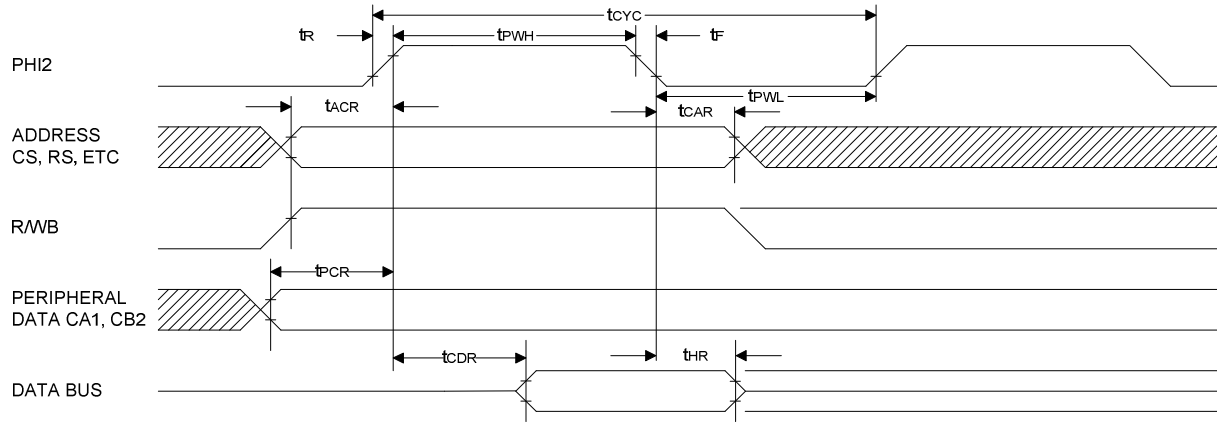 tCYC
tR
tPWH
tF
PHI2
tPWL
tACR
tCAR
ADDRESS
CS, RS, ETC
R/WB
tPCR
PERIPHERAL
DATA CA1, CB2
tCDR
tHR
DATA BUS